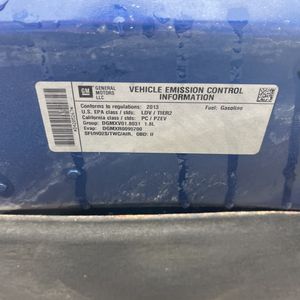 GM
GENERAL
MOTORS
LLC
VEHICLE EMISSION CONTROL
INFORMATION
Conforms to regulations: 2013
Fuel: Gasoline
U.S. EPA class / stds: LDV / TIER2
California class / stds: PC / PZEV
Group: DGMXV01.8031 1.8L
Evap: DGMXR0095700
SFI/HO2S/TWC/AIR, OBD: II